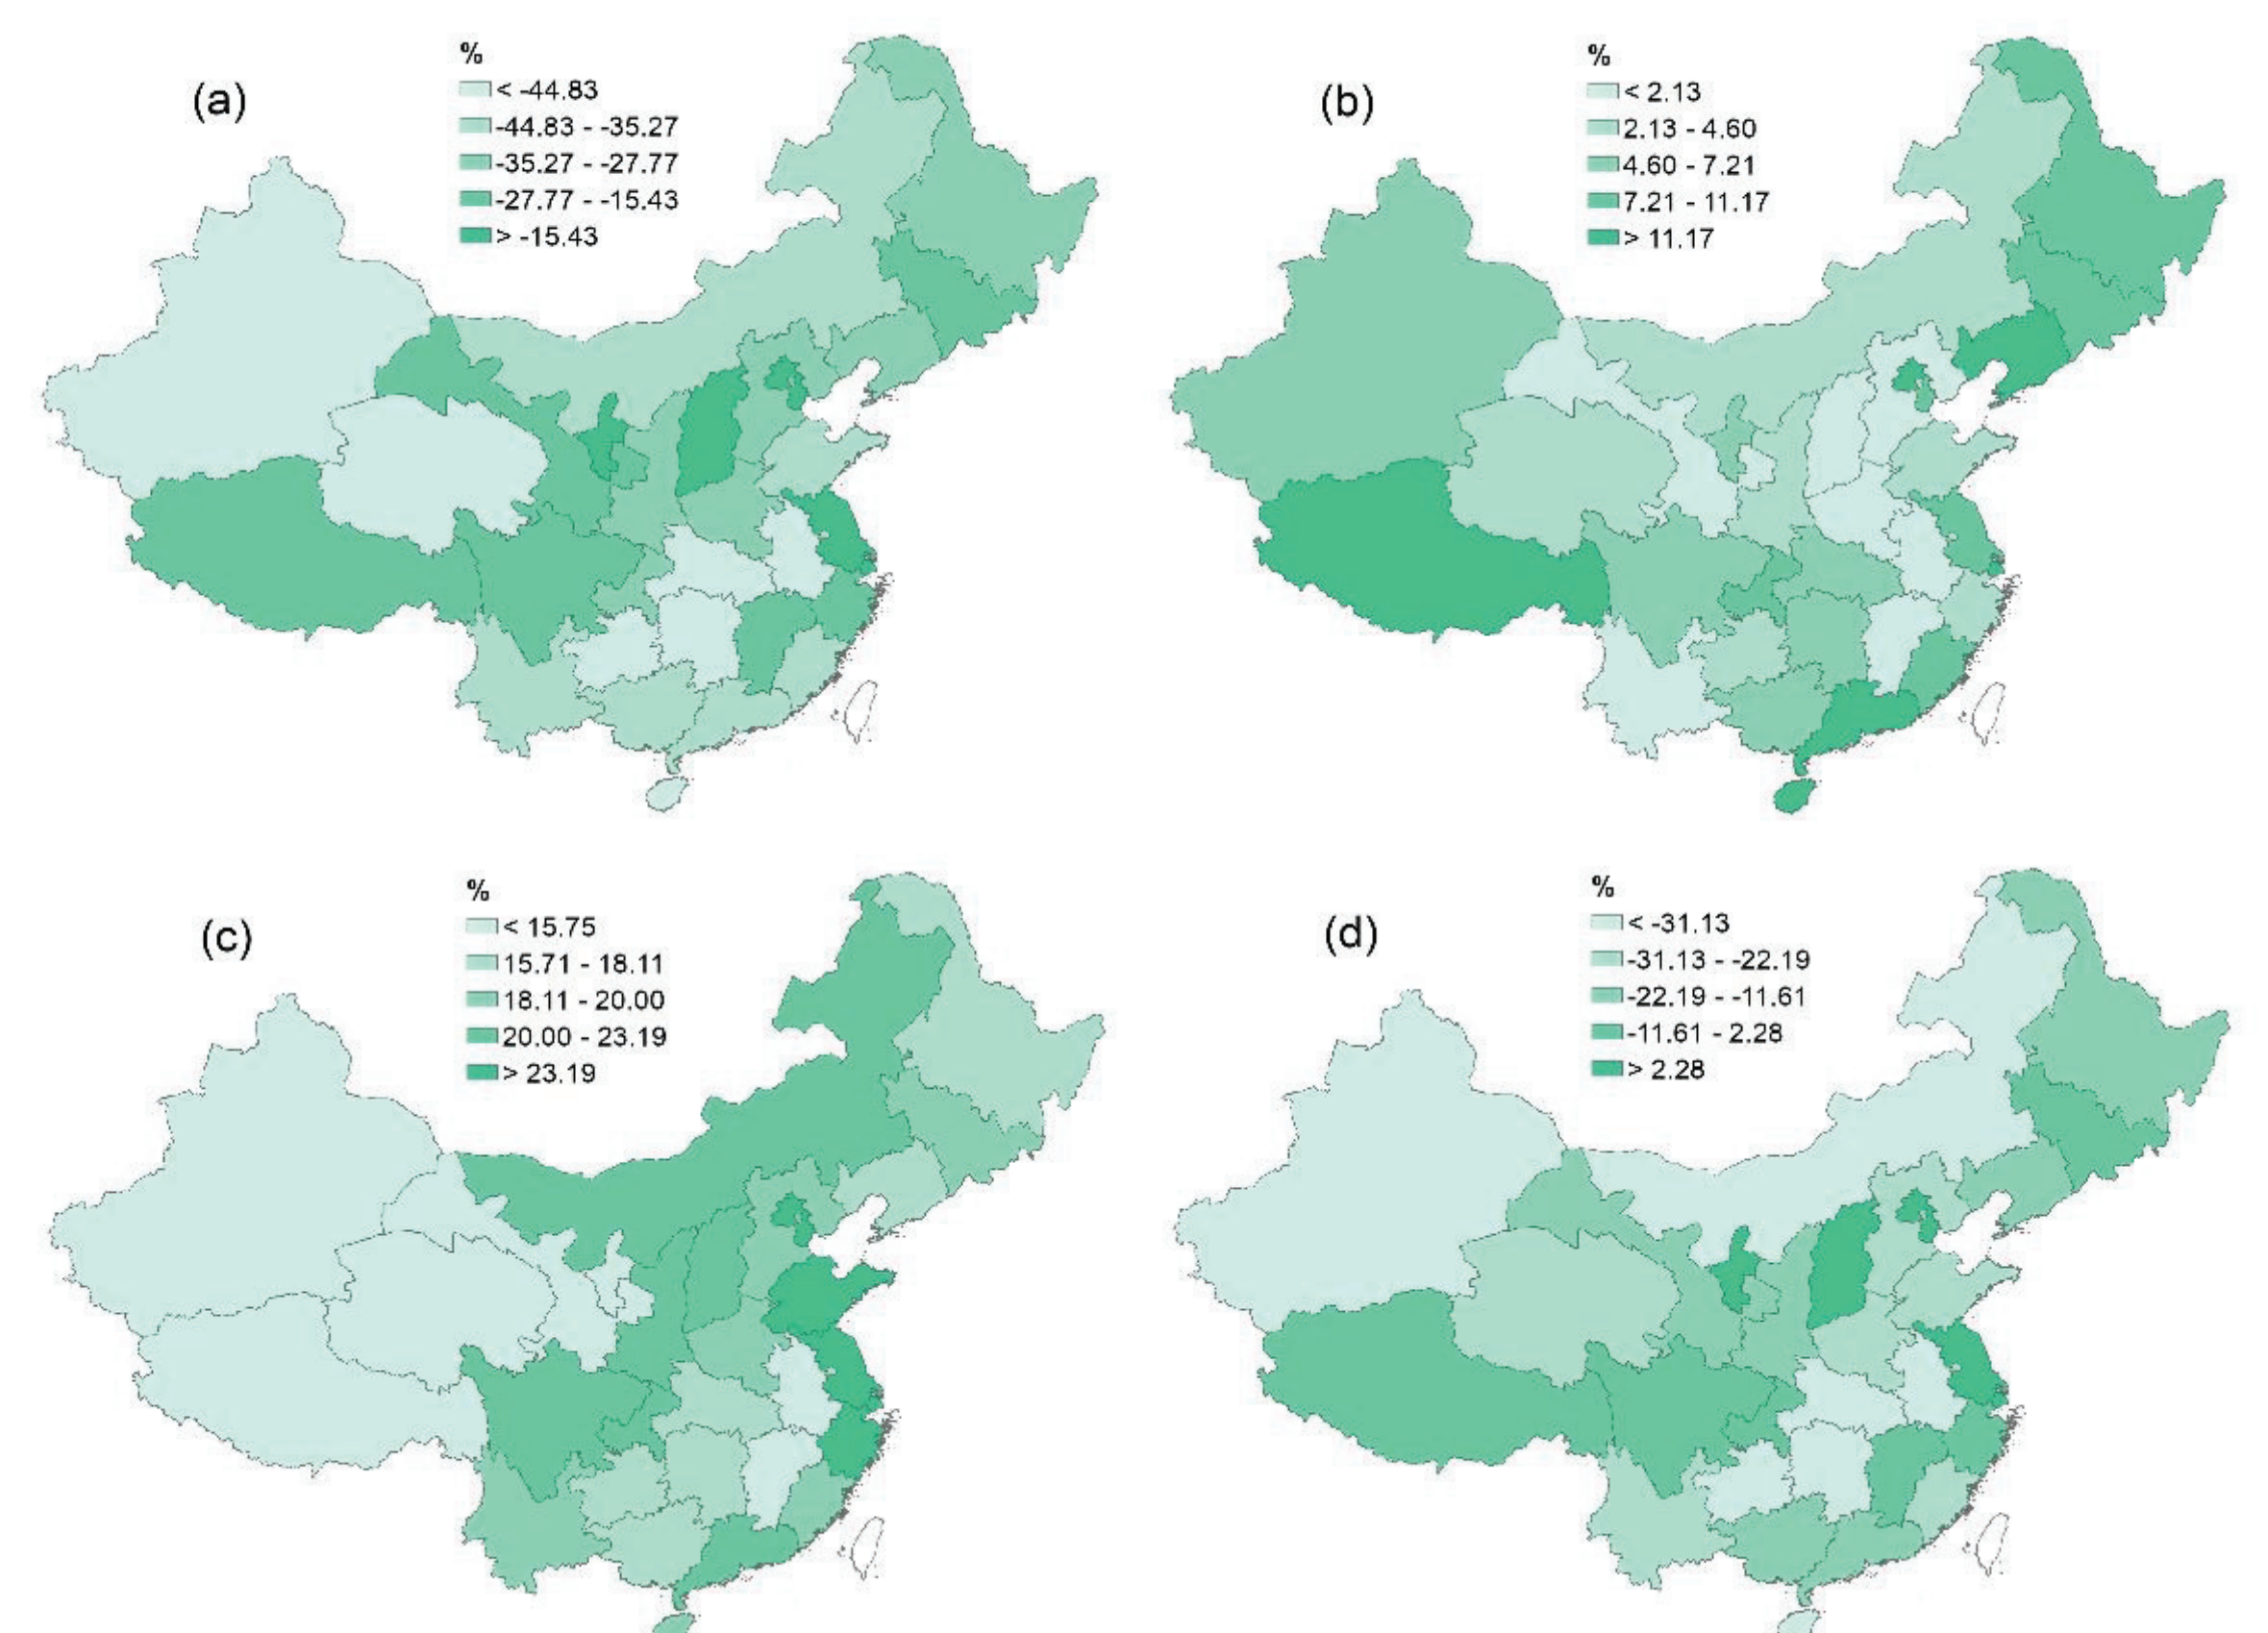 (a)
%
< -44.83
-44.83 - -35.27
-35.27 - -27.77
-27.77 - -15.43
> -15.43
(b)
%
< 2.13
2.13 - 4.60
4.60 - 7.21
7.21 - 11.17
> 11.17
(c)
%
< 15.75
15.71 - 18.11
18.11 - 20.00
20.00 - 23.19
> 23.19
(d)
%
< -31.13
-31.13 - -22.19
-22.19 - -11.61
-11.61 - 2.28
> 2.28